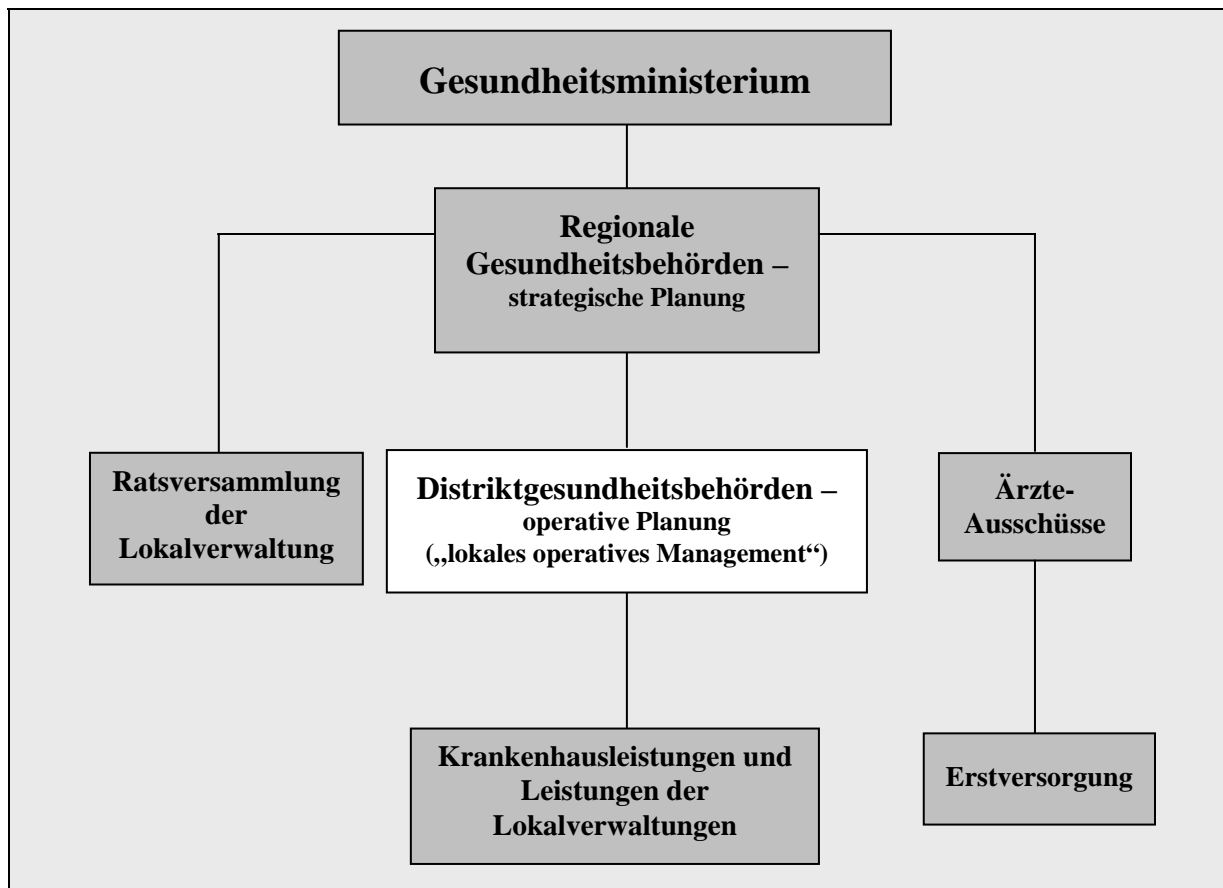 Gesundheitsministerium
Regionale
Gesundheitsbehörden –
strategische Planung
Ratsversammlung
der
Lokalverwaltung
Distriktgesundheitsbehörden –
operative Planung
(„lokales operatives Management“)
Ärzte-
Ausschüsse
Krankenhausleistungen und
Leistungen der
Lokalverwaltungen
Erstversorgung